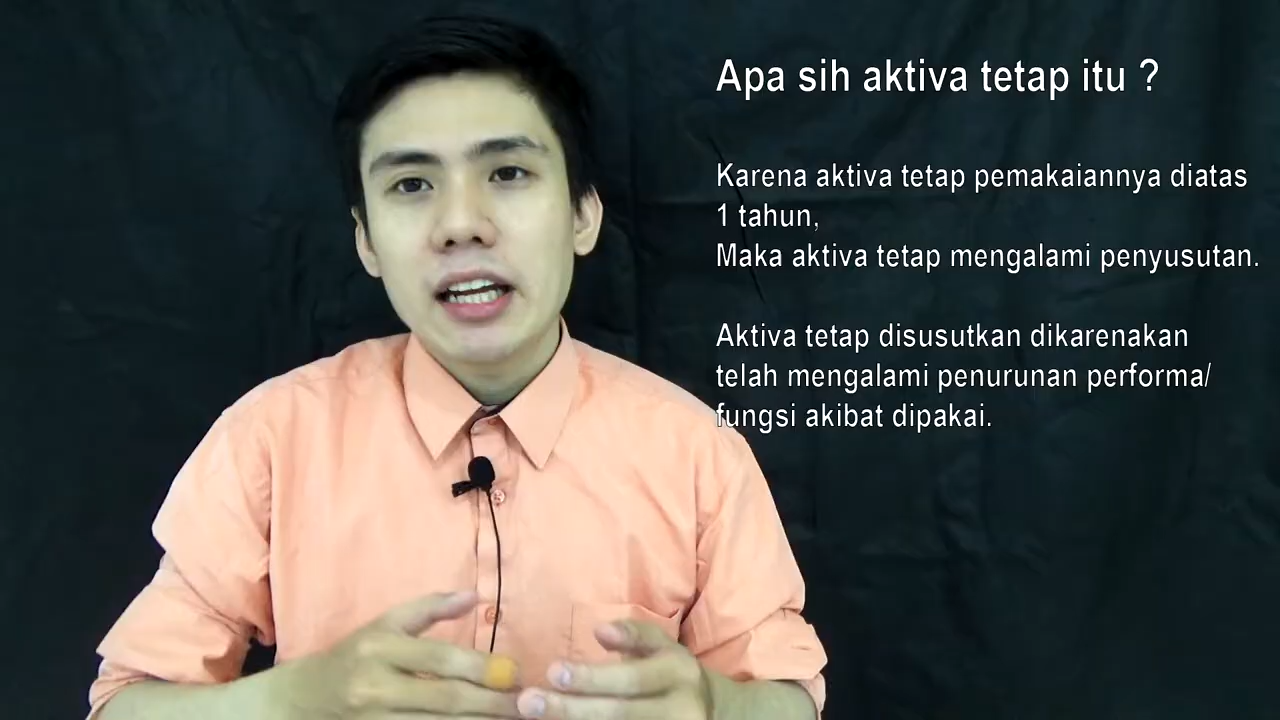 Apa sih aktiva tetap itu ?
Karena aktiva tetap pemakaiannya diatas
1 tahun,
Maka aktiva tetap mengalami penyusutan.
Aktiva tetap disusutkan dikarenakan
telah mengalami penurunan performa/
fungsi akibat dipakai.